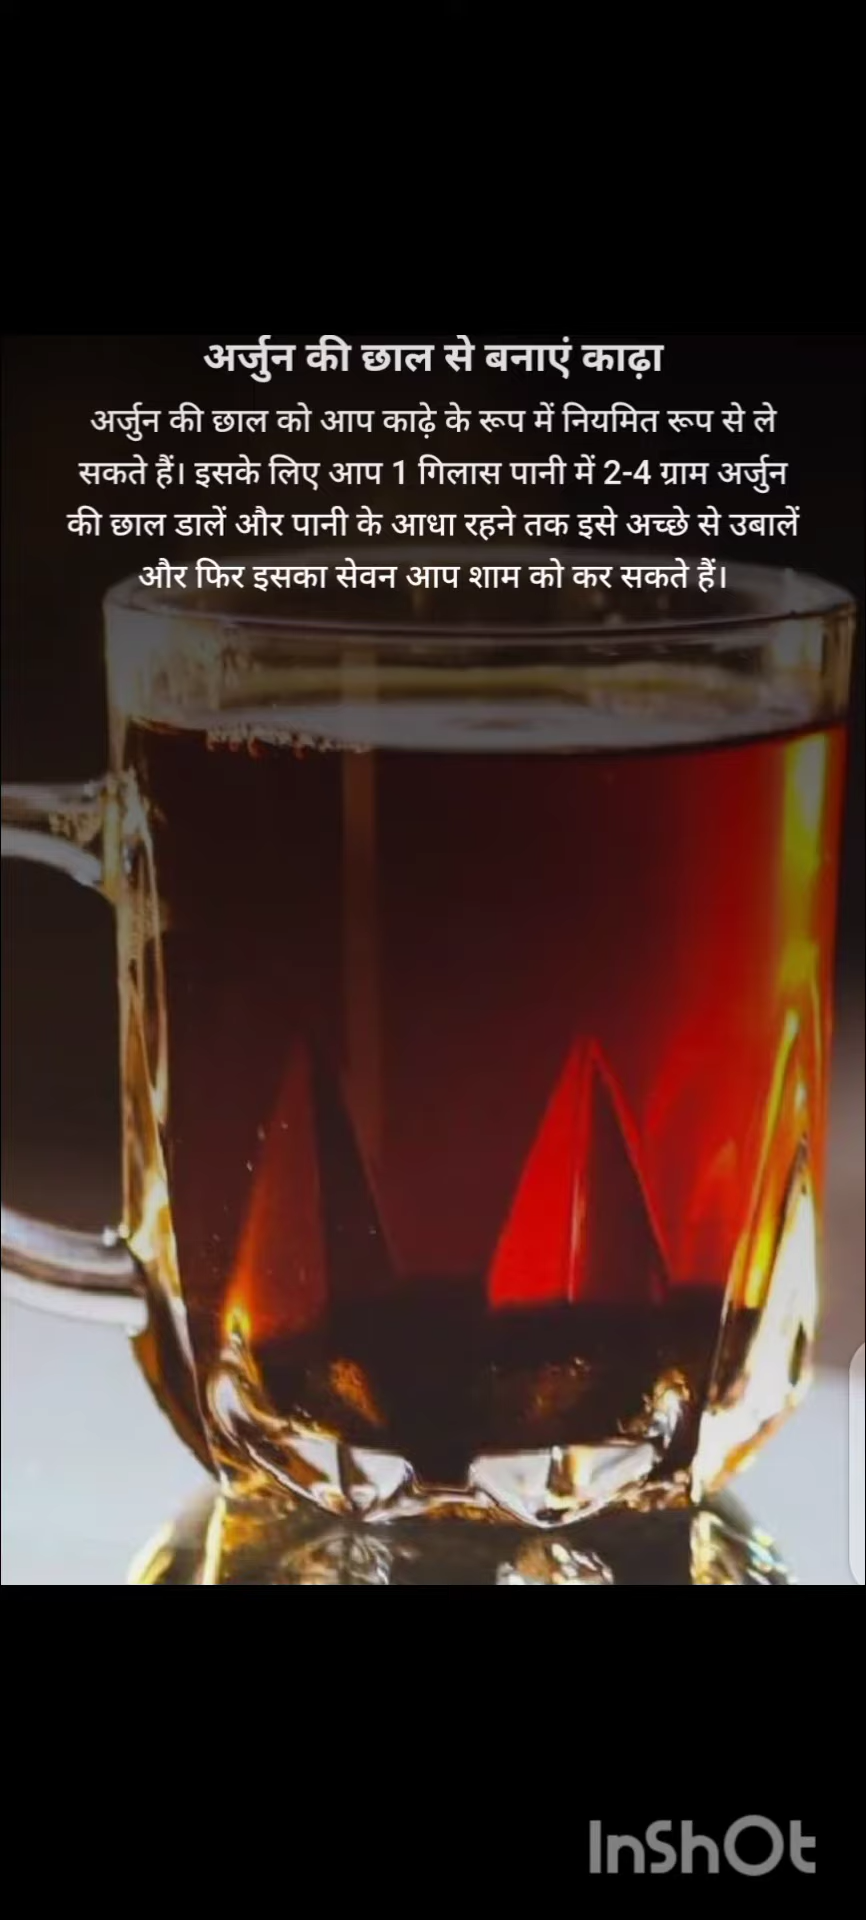 अर्जुन की छाल से बनाएं काढ़ा
अर्जुन की छाल को आप काढ़े के रूप में नियमित रूप से ले
सकते हैं। इसके लिए आप 1 गिलास पानी में 2-4 ग्राम अर्जुन
की छाल डालें और पानी के आधा रहने तक इसे अच्छे से उबालें
और फिर इसका सेवन आप शाम को कर सकते हैं।
InShOt